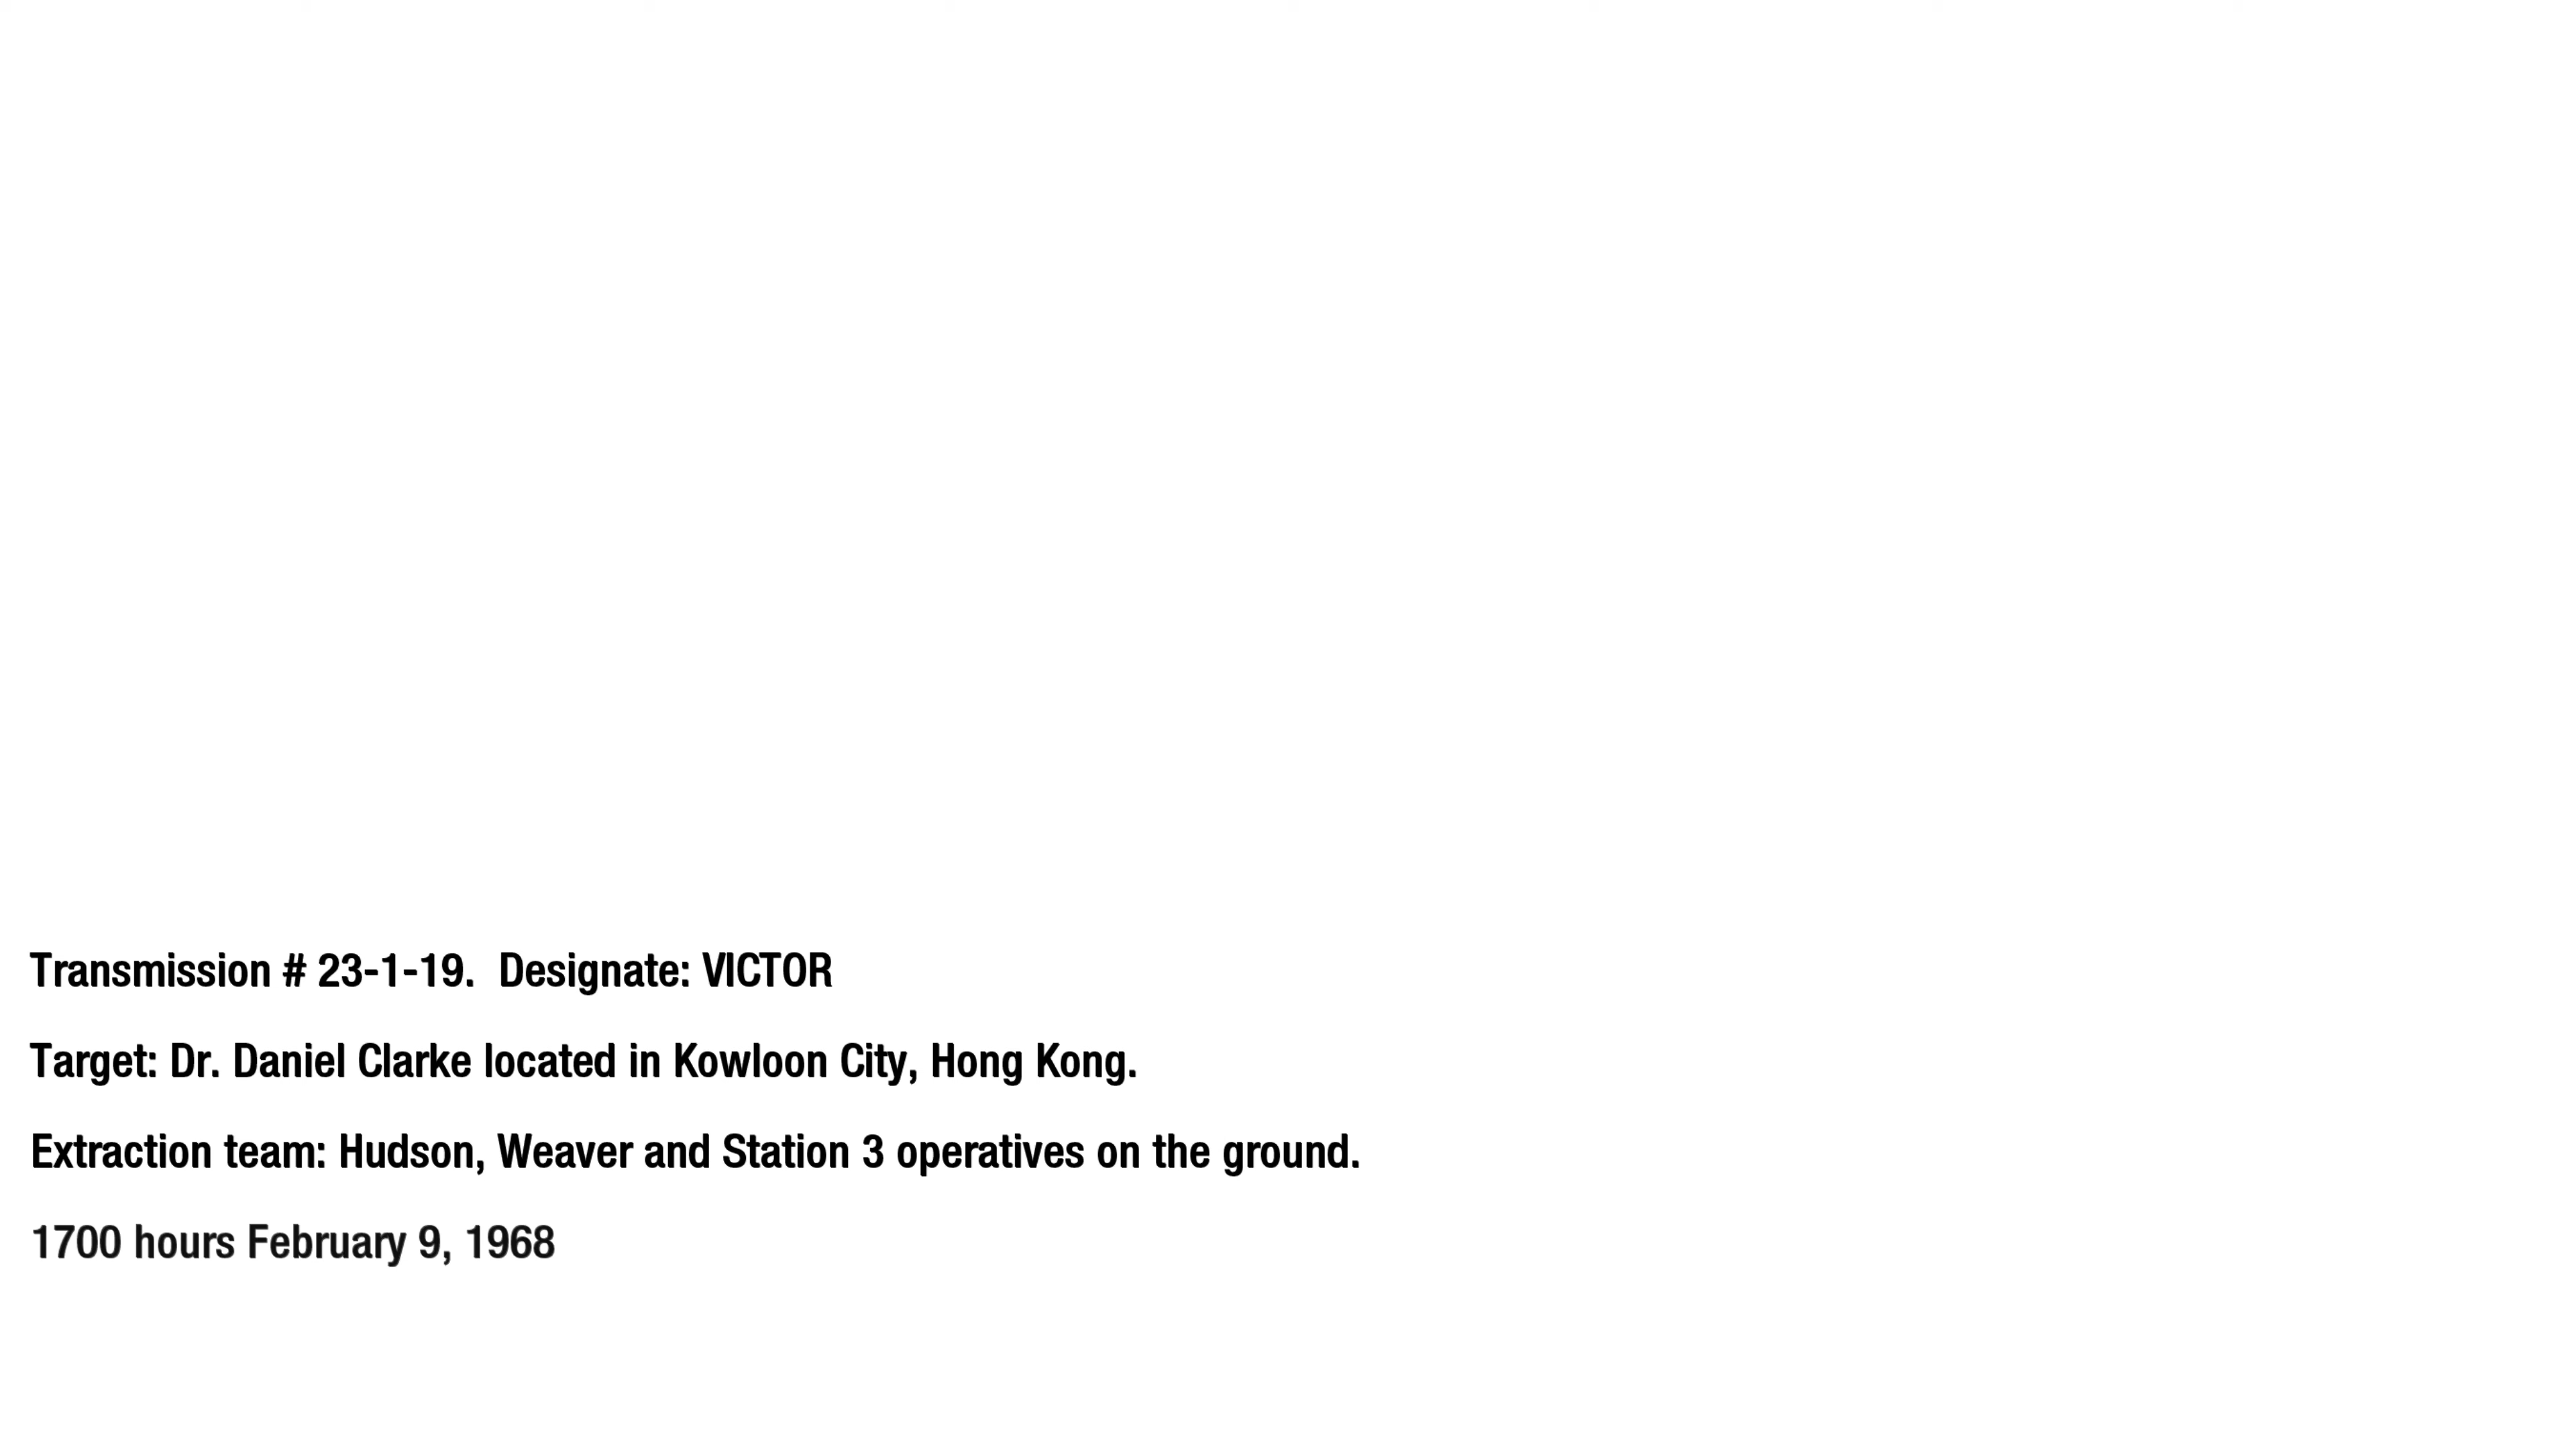 Transmission # 23-1-19.  Designate: VICTOR
Target: Dr. Daniel Clarke located in Kowloon City, Hong Kong.
Extraction team: Hudson, Weaver and Station 3 operatives on the ground.
1700 hours February 9, 1968